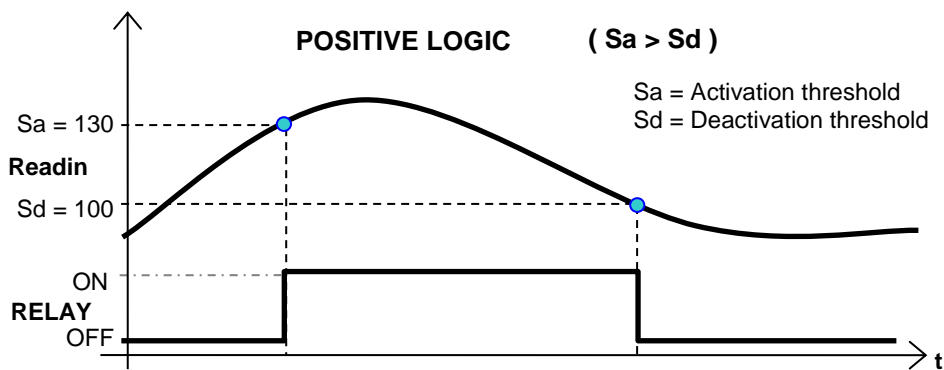 POSITIVE LOGIC ( Sa > Sd )
Sa = Activation threshold
Sd = Deactivation threshold
Sa = 130
Readin
Sd = 100
ON
RELAY
OFF
t